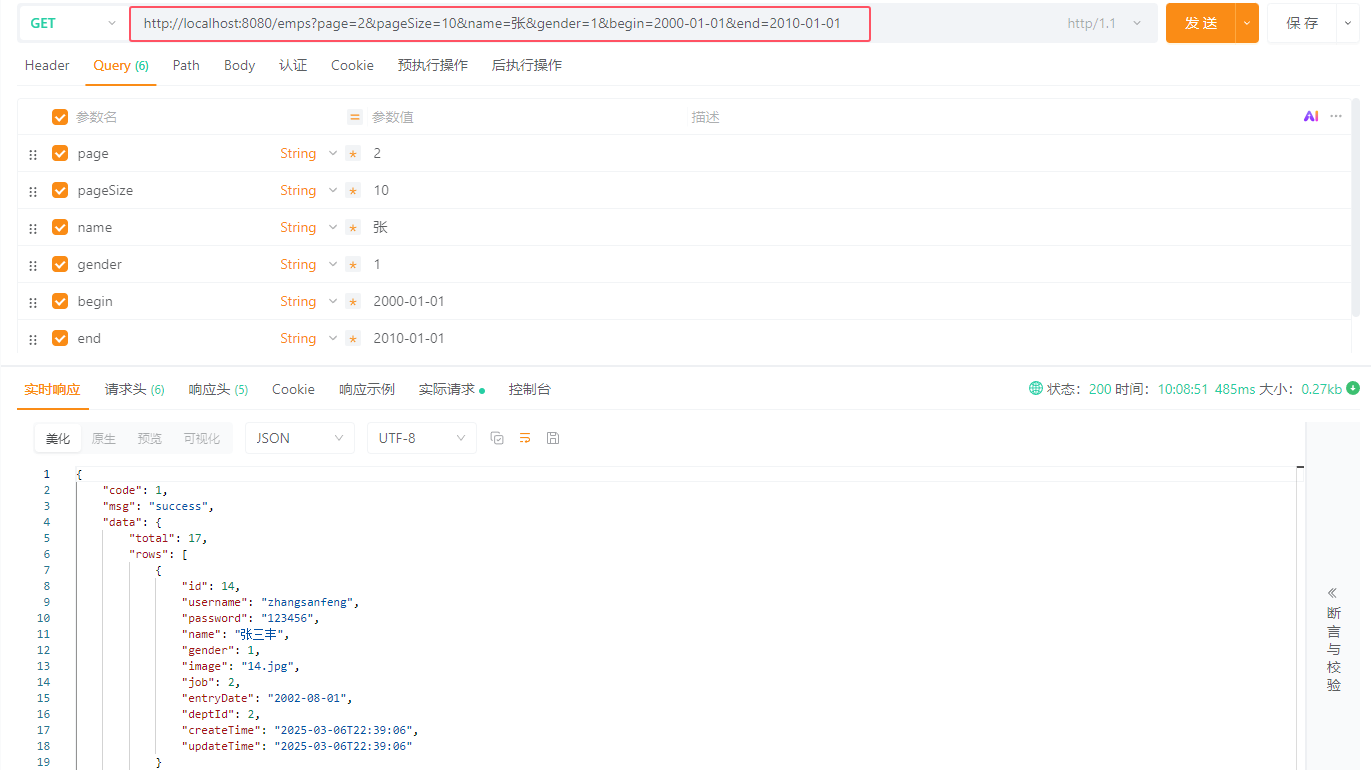 GET http://localhost:8080/emps?page=2&pageSize=10&name=张&gender=1&begin=2000-01-01&end=2010-01-01 http/1.1 发送 保存
Header Query (6) Path Body 认证 Cookie 预执行操作 后执行操作
参数名 = 参数值 描述 AI ···
page String * 2
pageSize String * 10
name String * 张
gender String * 1
begin String * 2000-01-01
end String * 2010-01-01
实时响应 请求头 (6) 响应头 (5) Cookie 响应示例 实际请求 控制台 状态: 200 时间: 10:08:51 485ms 大小: 0.27kb
美化 原生 预览 可视化 JSON UTF-8
1 {
2 "code": 1,
3 "msg": "success",
4 "data": {
5 "total": 17,
6 "rows": [
7 {
8 "id": 14,
9 "username": "zhangsanfeng",
10 "password": "123456",
11 "name": "张三丰",
12 "gender": 1,
13 "image": "14.jpg",
14 "job": 2,
15 "entryDate": "2002-08-01",
16 "deptId": 2,
17 "createTime": "2025-03-06T22:39:06",
18 "updateTime": "2025-03-06T22:39:06"
19 }
«
断言与校验